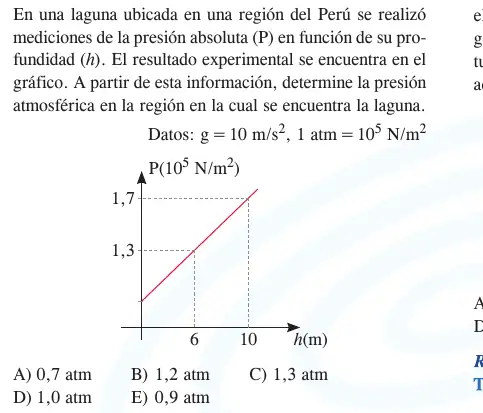 En una laguna ubicada en una región del Perú se realizó
mediciones de la presión absoluta (P) en función de su pro-
fundidad (h). El resultado experimental se encuentra en el
gráfico. A partir de esta información, determine la presión
atmosférica en la región en la cual se encuentra la laguna.
Datos: g = 10 m/s², 1 atm = 10⁵ N/m²
P(10⁵ N/m²)
1,7
1,3
6 10 h(m)
A) 0,7 atm B) 1,2 atm C) 1,3 atm
D) 1,0 atm E) 0,9 atm